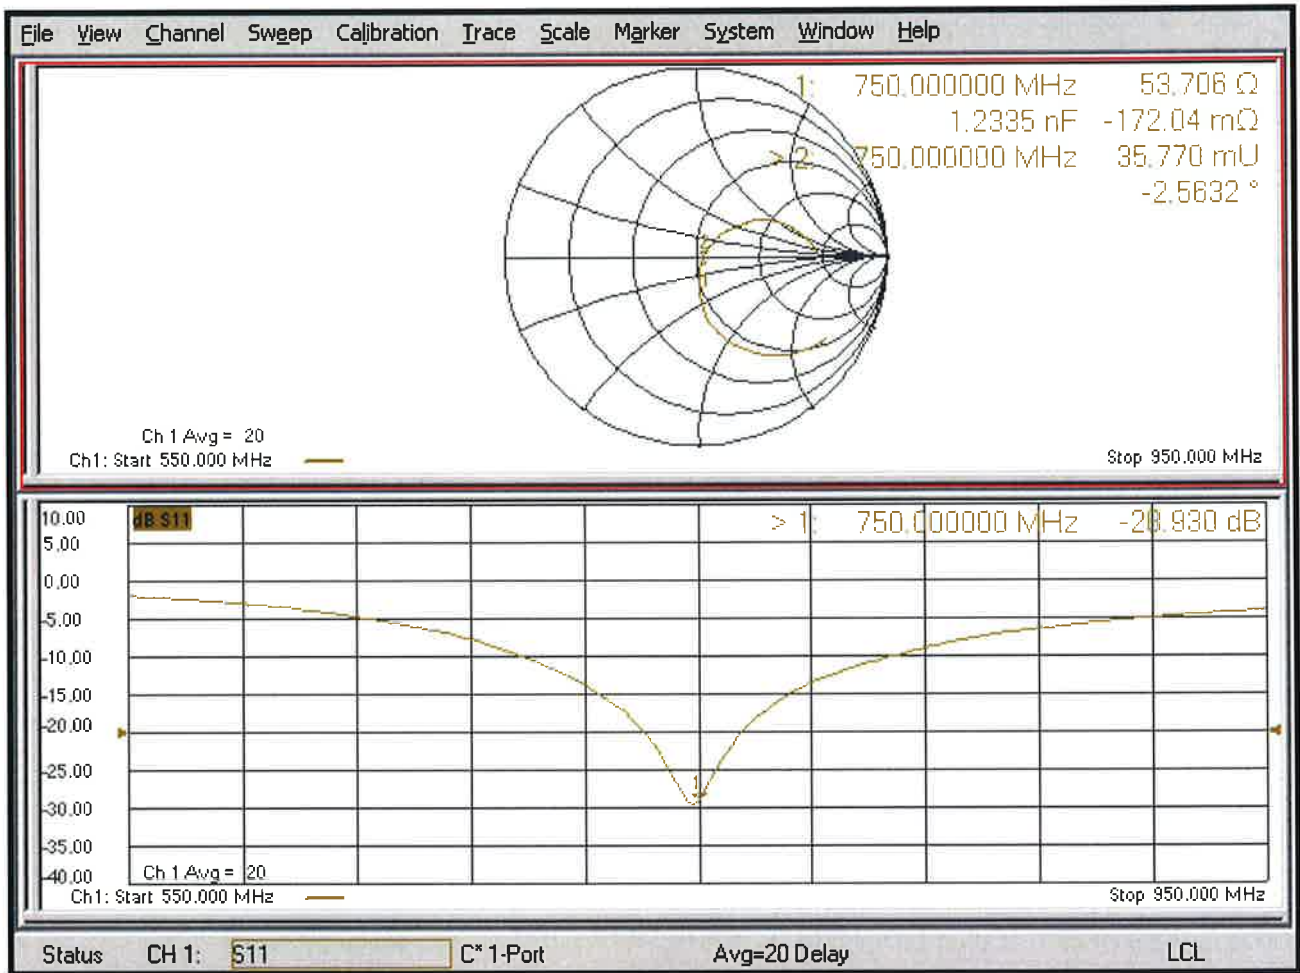 File View Channel Sweep Calibration Trace Scale Marker System Window Help
1: 750.000000 MHz 53.706 Ω
1.2335 nF -172.04 mΩ
> 2: 750.000000 MHz 35.770 mU
-2.5632 °
Ch 1 Avg = 20
Ch1: Start 550.000 MHz Stop 950.000 MHz
10.00 dB S11 > 1: 750.000000 MHz -28.930 dB
5.00
0.00
-5.00
-10.00
-15.00
-20.00
-25.00
-30.00
-35.00
-40.00
1
Ch 1 Avg = 20
Ch1: Start 550.000 MHz Stop 950.000 MHz
Status CH 1: S11 C* 1-Port Avg=20 Delay LCL